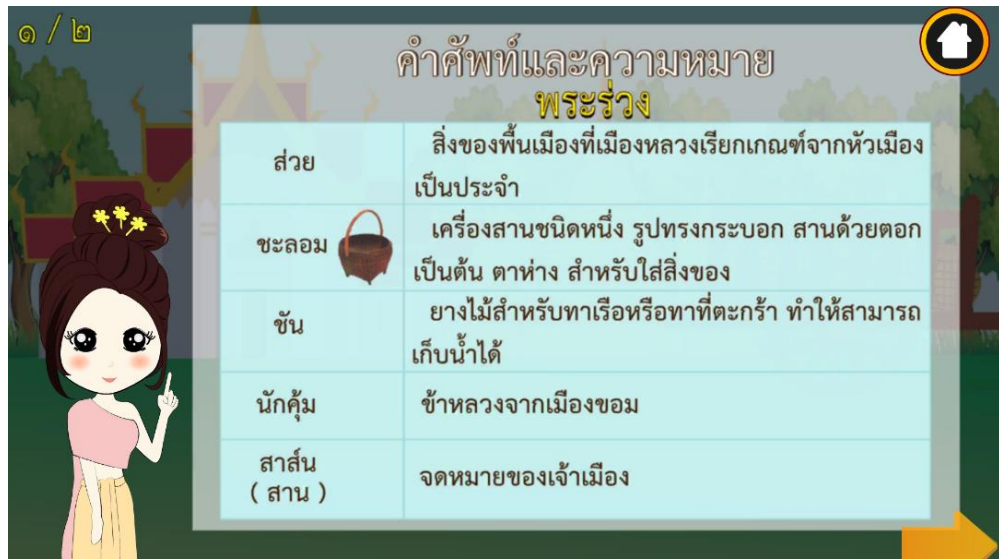 ๑ / ๒
คำศัพท์และความหมาย
พระร่วง
ส่วย
สิ่งของพื้นเมืองที่เมืองหลวงเรียกเกณฑ์จากหัวเมือง
เป็นประจำ
ชะลอม
เครื่องสานชนิดหนึ่ง รูปทรงกระบอก สานด้วยตอก
เป็นต้น ตาห่าง สำหรับใส่สิ่งของ
ชัน
ยางไม้สำหรับทาเรือหรือทาที่ตะกร้า ทำให้สามารถ
เก็บน้ำได้
นักคุ้ม
ข้าหลวงจากเมืองขอม
สาส์น
( สาน )
จดหมายของเจ้าเมือง